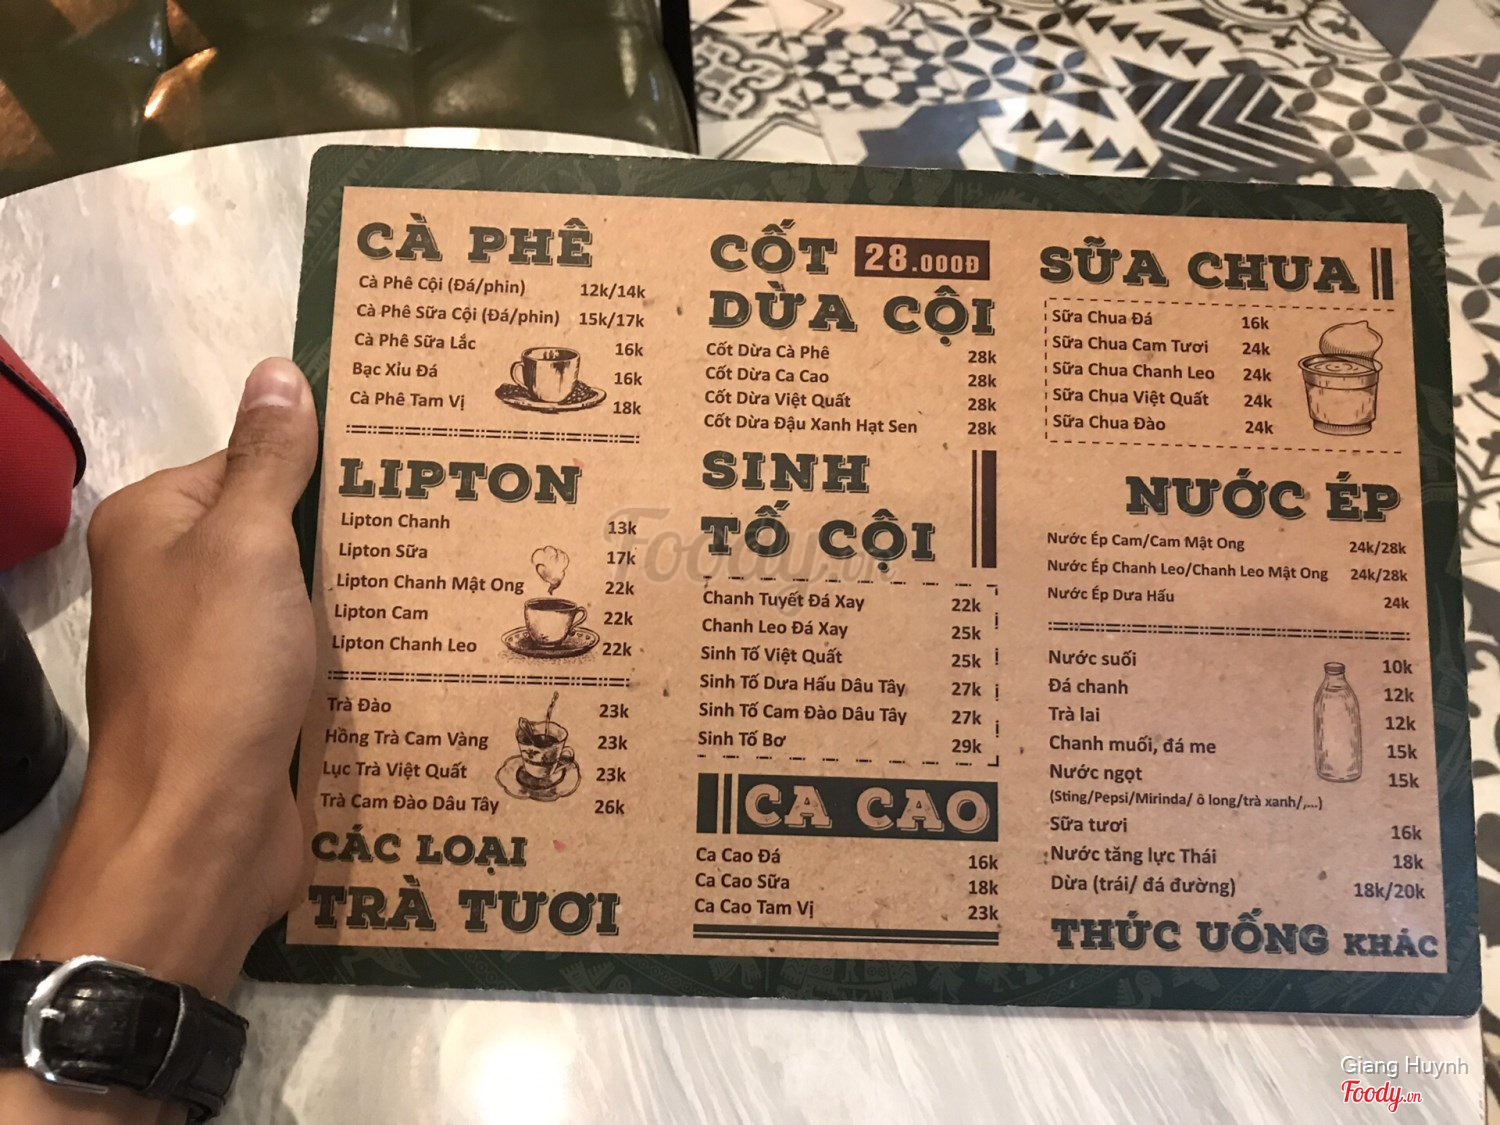 CÀ PHÊ
Cà Phê Cội (Đá/phin) 12k/14k
Cà Phê Sữa Cội (Đá/phin) 15k/17k
Cà Phê Sữa Lắc 16k
Bạc Xỉu Đá 16k
Cà Phê Tam Vị 18k
LIPTON
Lipton Chanh 13k
Lipton Sữa 17k
Lipton Chanh Mật Ong 22k
Lipton Cam 22k
Lipton Chanh Leo 22k
Trà Đào 23k
Hồng Trà Cam Vàng 23k
Lục Trà Việt Quất 23k
Trà Cam Đào Dâu Tây 26k
CÁC LOẠI
TRÀ TƯƠI
CỐT 28.000Đ
DỪA CỘI
Cốt Dừa Cà Phê 28k
Cốt Dừa Ca Cao 28k
Cốt Dừa Việt Quất 28k
Cốt Dừa Đậu Xanh Hạt Sen 28k
SINH
TỐ CỘI
Chanh Tuyết Đá Xay 22k
Chanh Leo Đá Xay 25k
Sinh Tố Việt Quất 25k
Sinh Tố Dưa Hấu Dâu Tây 27k
Sinh Tố Cam Đào Dâu Tây 27k
Sinh Tố Bơ 29k
CA CAO
Ca Cao Đá 16k
Ca Cao Sữa 18k
Ca Cao Tam Vị 23k
SỮA CHUA
Sữa Chua Đá 16k
Sữa Chua Cam Tươi 24k
Sữa Chua Chanh Leo 24k
Sữa Chua Việt Quất 24k
Sữa Chua Đào 24k
NƯỚC ÉP
Nước Ép Cam/Cam Mật Ong 24k/28k
Nước Ép Chanh Leo/Chanh Leo Mật Ong 24k/28k
Nước Ép Dưa Hấu 24k
Nước suối 10k
Đá chanh 12k
Trà lai 12k
Chanh muối, đá me 15k
Nước ngọt 15k
(Sting/Pepsi/Mirinda/ ô long/trà xanh/,...)
Sữa tươi 16k
Nước tăng lực Thái 18k
Dừa (trái/ đá đường) 18k/20k
THỨC UỐNG KHÁC
Foody.vn
Giang Huynh
Foody.vn